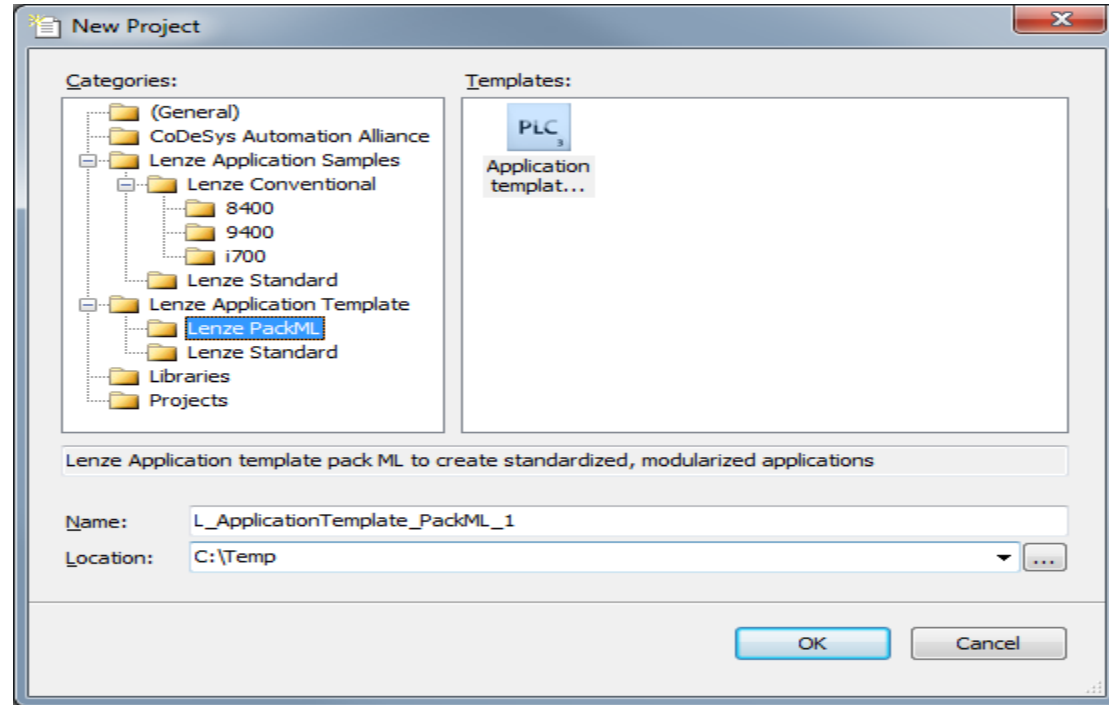 New Project
Categories:
Templates:
(General)
CoDeSys Automation Alliance
Lenze Application Samples
Lenze Conventional
8400
9400
i700
Lenze Standard
Lenze Application Template
Lenze PackML
Lenze Standard
Libraries
Projects
PLC
3
Application
templat...
Lenze Application template pack ML to create standardized, modularized applications
Name:
L_ApplicationTemplate_PackML_1
Location:
C:\Temp
...
OK
Cancel